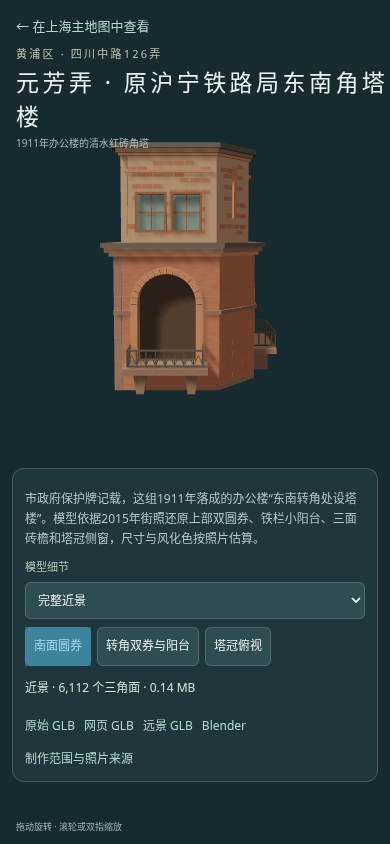 ← 在上海主地图中查看
黄浦区 · 四川中路126弄
元芳弄 · 原沪宁铁路局东南角塔
楼
1911年办公楼的清水红砖角塔
市政府保护牌记载，这组1911年落成的办公楼“东南转角处设塔
楼”。模型依据2015年街照还原上部双圆券、铁栏小阳台、三面
砖檐和塔冠侧窗，尺寸与风化色按照片估算。
模型细节
完整近景
南面圆券 转角双券与阳台 塔冠俯视
近景 · 6,112 个三角面 · 0.14 MB
原始 GLB 网页 GLB 远景 GLB Blender
制作范围与照片来源
拖动旋转 · 滚轮或双指缩放